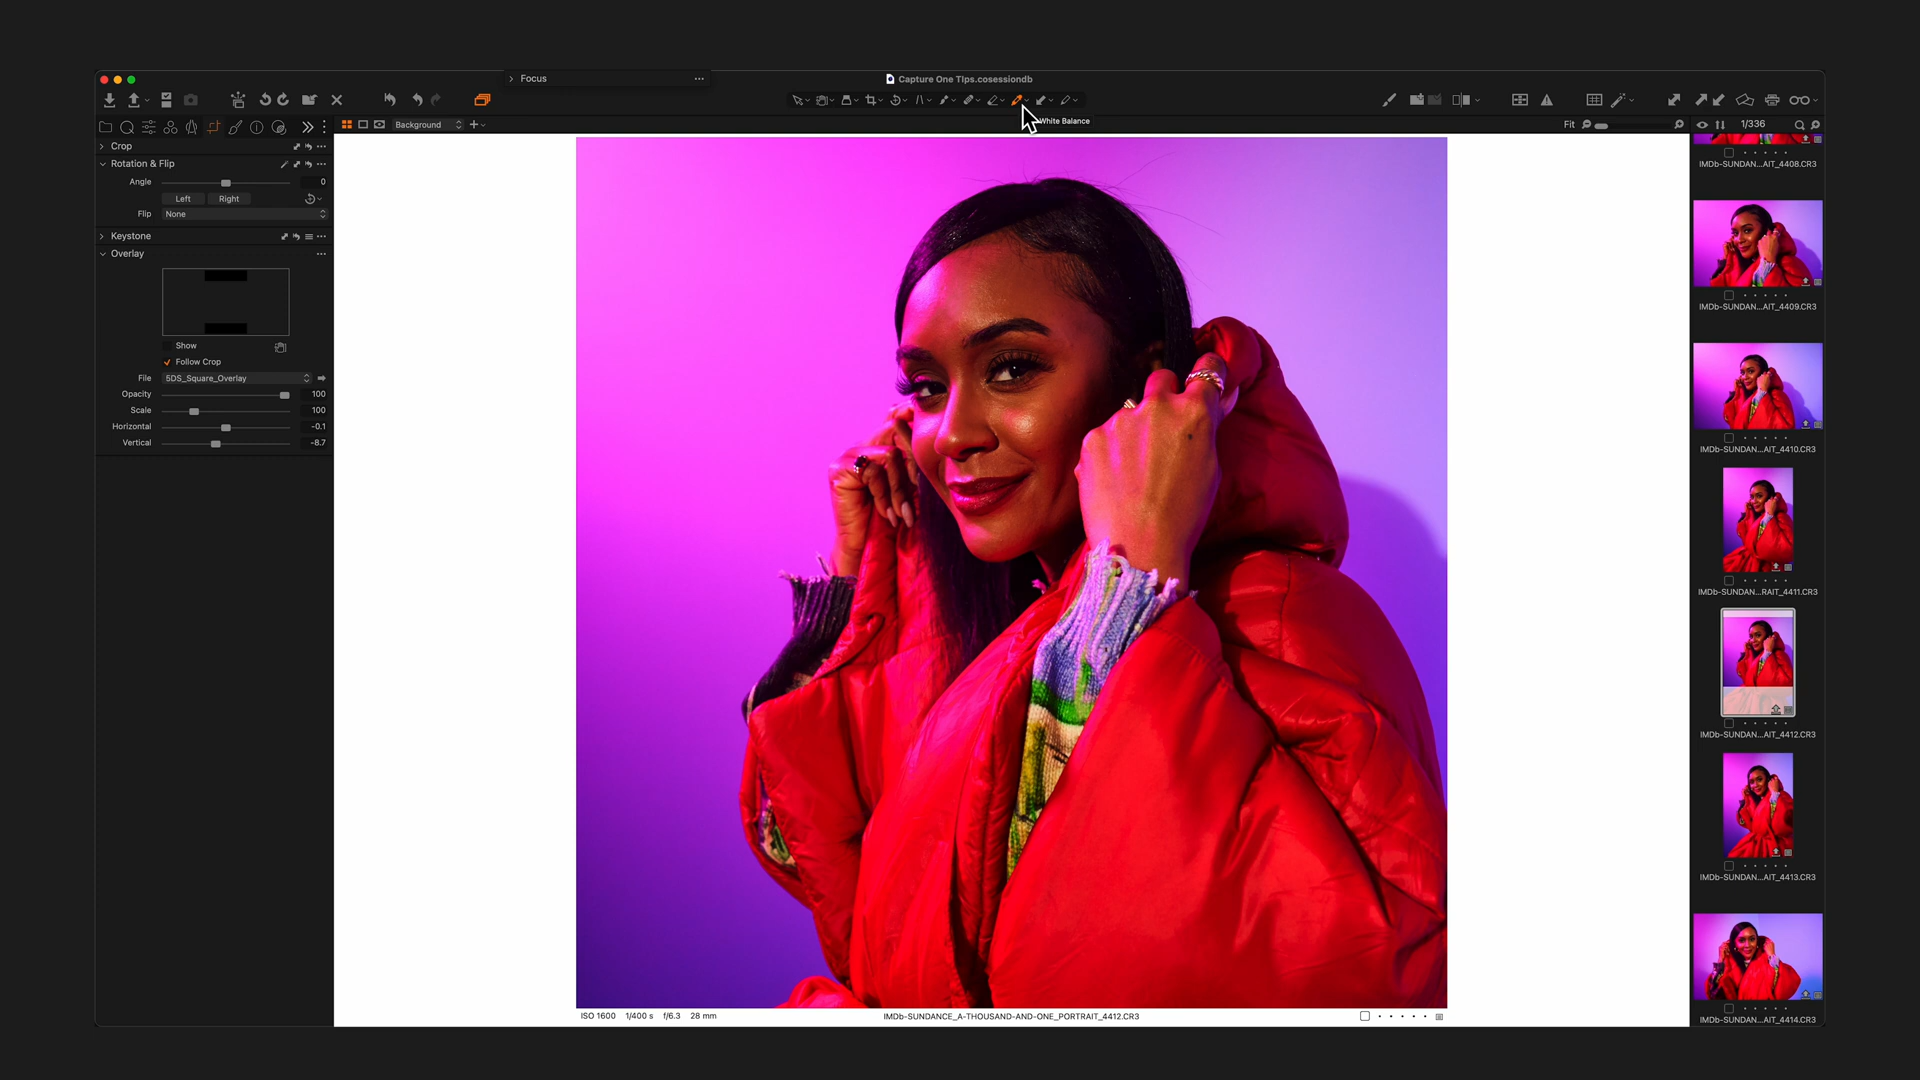 Focus
Capture One TIps.cosessiondb
White Balance
Background
Fit
1/336
Crop
Rotation & Flip
Angle 0
Left Right
Flip None
Keystone
Overlay
Show
Follow Crop
File 5DS_Square_Overlay
Opacity 100
Scale 100
Horizontal -0.1
Vertical -8.7
IMDb-SUNDAN...AIT_4408.CR3
IMDb-SUNDAN...AIT_4409.CR3
IMDb-SUNDAN...AIT_4410.CR3
IMDb-SUNDAN...RAIT_4411.CR3
IMDb-SUNDAN...AIT_4412.CR3
IMDb-SUNDAN...AIT_4413.CR3
IMDb-SUNDAN...AIT_4414.CR3
ISO 1600 1/400 s f/6.3 28 mm
IMDb-SUNDANCE_A-THOUSAND-AND-ONE_PORTRAIT_4412.CR3